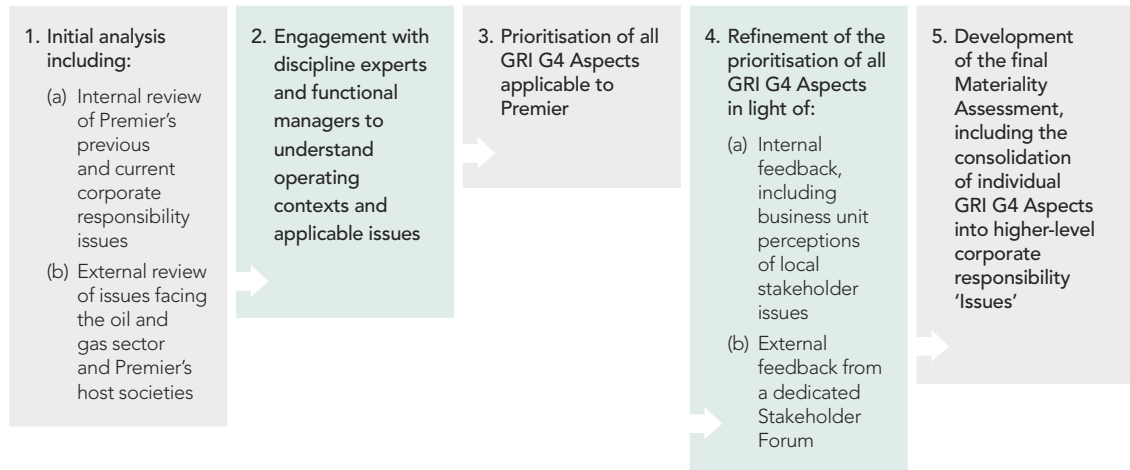 1. Initial analysis
including:
(a) Internal review
of Premier's
previous
and current
corporate
responsibility
issues
(b) External review
of issues facing
the oil and
gas sector
and Premier's
host societies
2. Engagement with
discipline experts
and functional
managers to
understand
operating
contexts and
applicable issues
3. Prioritisation of all
GRI G4 Aspects
applicable to
Premier
4. Refinement of the
prioritisation of all
GRI G4 Aspects
in light of:
(a) Internal
feedback,
including
business unit
perceptions
of local
stakeholder
issues
(b) External
feedback from
a dedicated
Stakeholder
Forum
5. Development
of the final
Materiality
Assessment,
including the
consolidation
of individual
GRI G4 Aspects
into higher-level
corporate
responsibility
‘Issues’